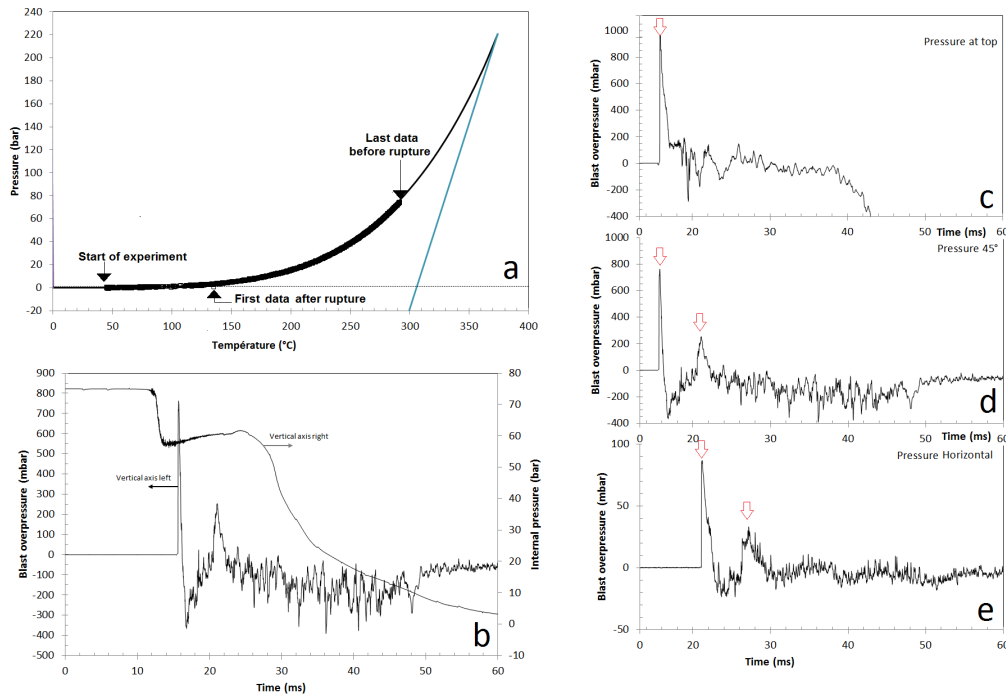 240
220
200
180
160
140
120
100
80
60
40
20
0
-20
Pressure (bar)
Last data
before rupture
Start of experiment
First data after rupture
a
0 50 100 150 200 250 300 350 400
Température (°C)
900
800
700
600
500
400
300
200
100
0
-100
-200
-300
-400
-500
Blast overpressure (mbar)
Vertical axis right
Vertical axis left
80
70
60
50
40
30
20
10
0
-10
Internal pressure (bar)
b
0 10 20 30 40 50 60
Time (ms)
1000
800
600
400
200
0
-200
-400
Blast overpressure (mbar)
Pressure at top
c
0 20 30 40 50 60
Time (ms)
1000
800
600
400
200
0
-200
-400
Blast overpressure (mbar)
Pressure 45°
d
0 20 30 40 50 60
Time (ms)
100
50
0
-50
Blast overpressure (mbar)
Pressure Horizontal
e
0 20 30 40 50 60
Time (ms)